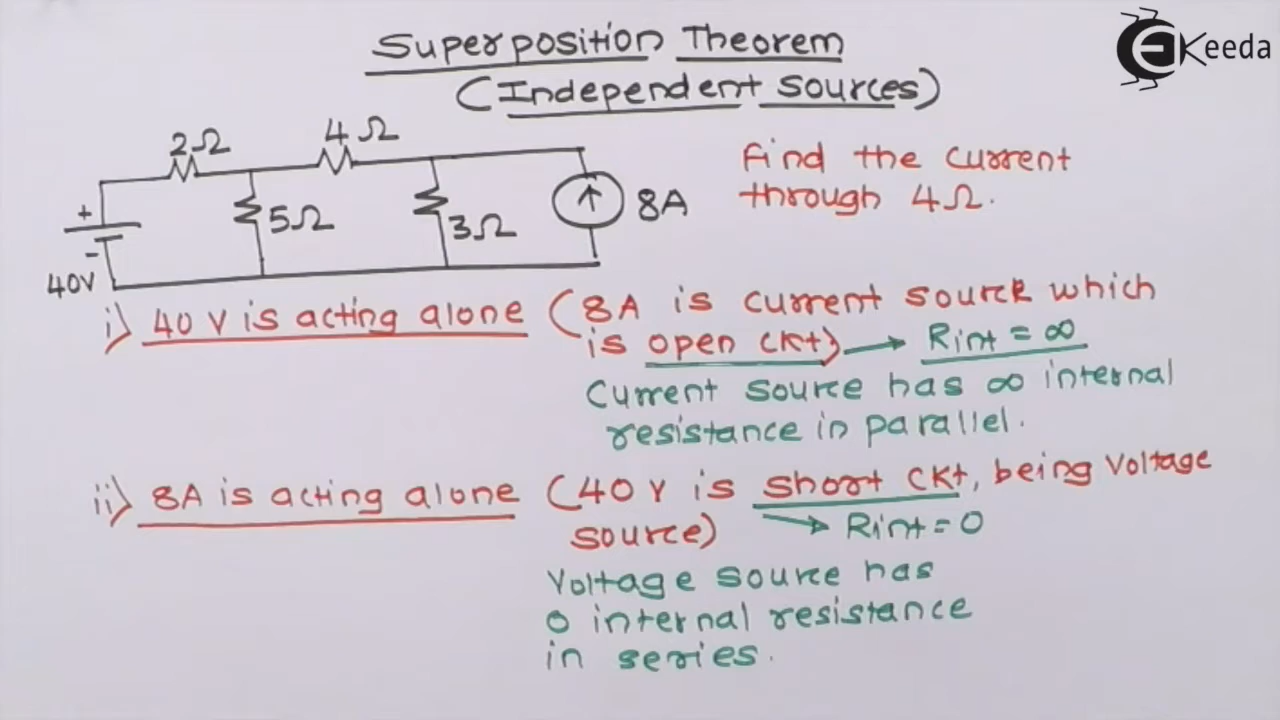 Superposition Theorem
(Independent sources)
Keeda
2Ω
4Ω
5Ω
3Ω
8A
+
-
40V
Find the current
through 4Ω.
i) 40 V is acting alone (8A is current source which
is open ckt) → Rint = ∞
Current source has ∞ internal
resistance in parallel.
ii) 8A is acting alone (40 V is short ckt, being voltage
source) → Rint = 0
Voltage source has
0 internal resistance
in series.